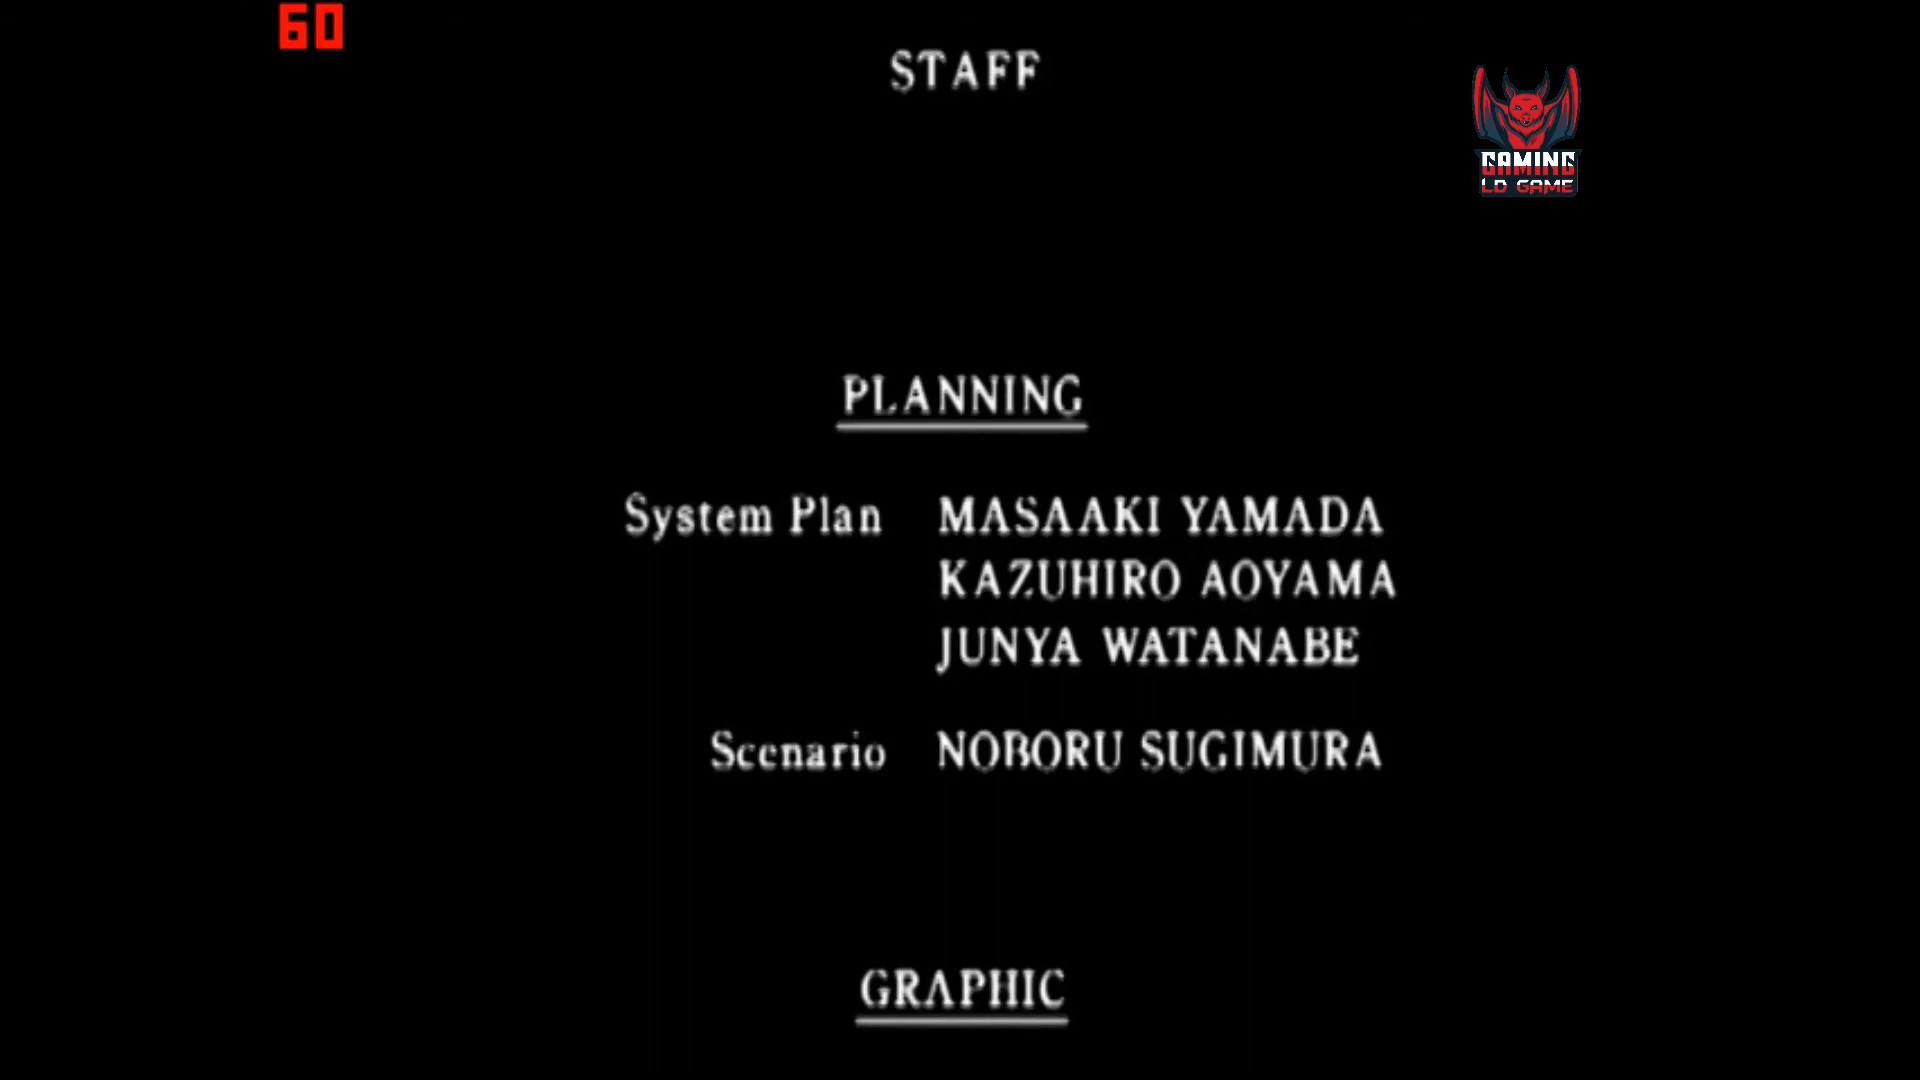 60
STAFF
GAMING
LD GAME
PLANNING
System Plan MASAAKI YAMADA
KAZUHIRO AOYAMA
JUNYA WATANABE
Scenario NOBORU SUGIMURA
GRAPHIC